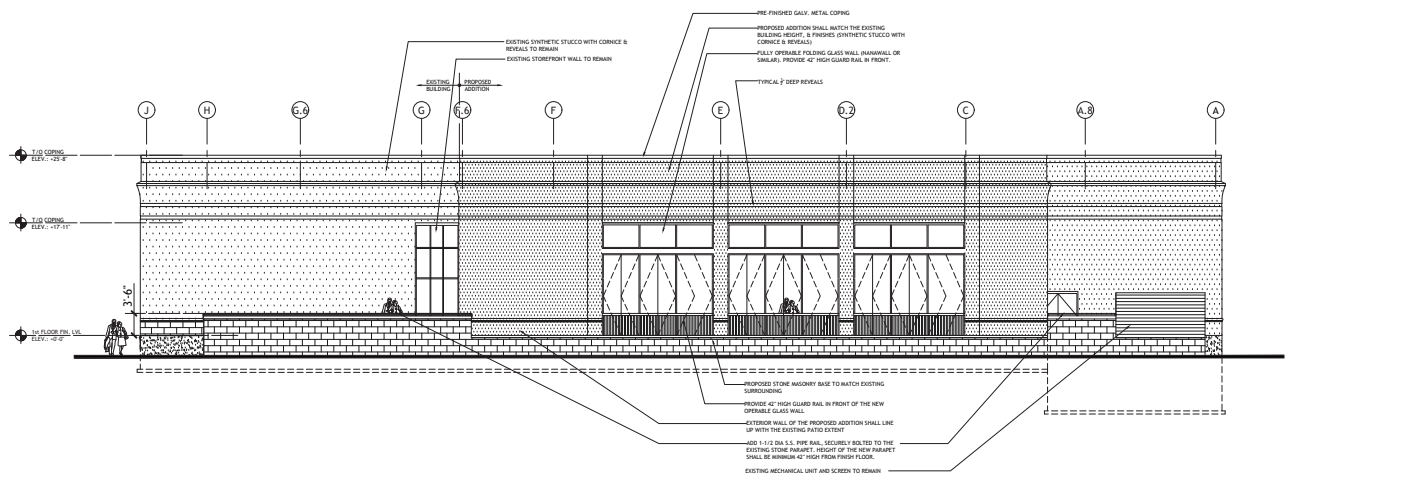 PRE-FINISHED GALV. METAL COPING
PROPOSED ADDITION SHALL MATCH THE EXISTING
BUILDING HEIGHT, & FINISHES (SYNTHETIC STUCCO WITH
CORNICE & REVEALS)
EXISTING SYNTHETIC STUCCO WITH CORNICE &
REVEALS TO REMAIN
EXISTING STOREFRONT WALL TO REMAIN
FULLY OPERABLE FOLDING GLASS WALL (NANAWALL OR
SIMILAR). PROVIDE 42" HIGH GUARD RAIL IN FRONT.
EXISTING
BUILDING
PROPOSED
ADDITION
TYPICAL DEEP REVEALS
J
H
G.6
G
F.6
F
E
D.2
C
A.8
A
T/O COPING
ELEV.: +25'-8"
T/O COPING
ELEV.: +17'-11"
3'-6"
1st FLOOR FIN. LVL
ELEV.: +0'-0"
PROPOSED STONE MASONRY BASE TO MATCH EXISTING
SURROUNDING
PROVIDE 42" HIGH GUARD RAIL IN FRONT OF THE NEW
OPERABLE GLASS WALL
EXTERIOR WALL OF THE PROPOSED ADDITION SHALL LINE
UP WITH THE EXISTING PATIO EXTENT
ADD 1-1/2 DIA S.S. PIPE RAIL, SECURELY BOLTED TO THE
EXISTING STONE PARAPET. HEIGHT OF THE NEW PARAPET
SHALL BE MINIMUM 42" HIGH FROM FINISH FLOOR.
EXISTING MECHANICAL UNIT AND SCREEN TO REMAIN